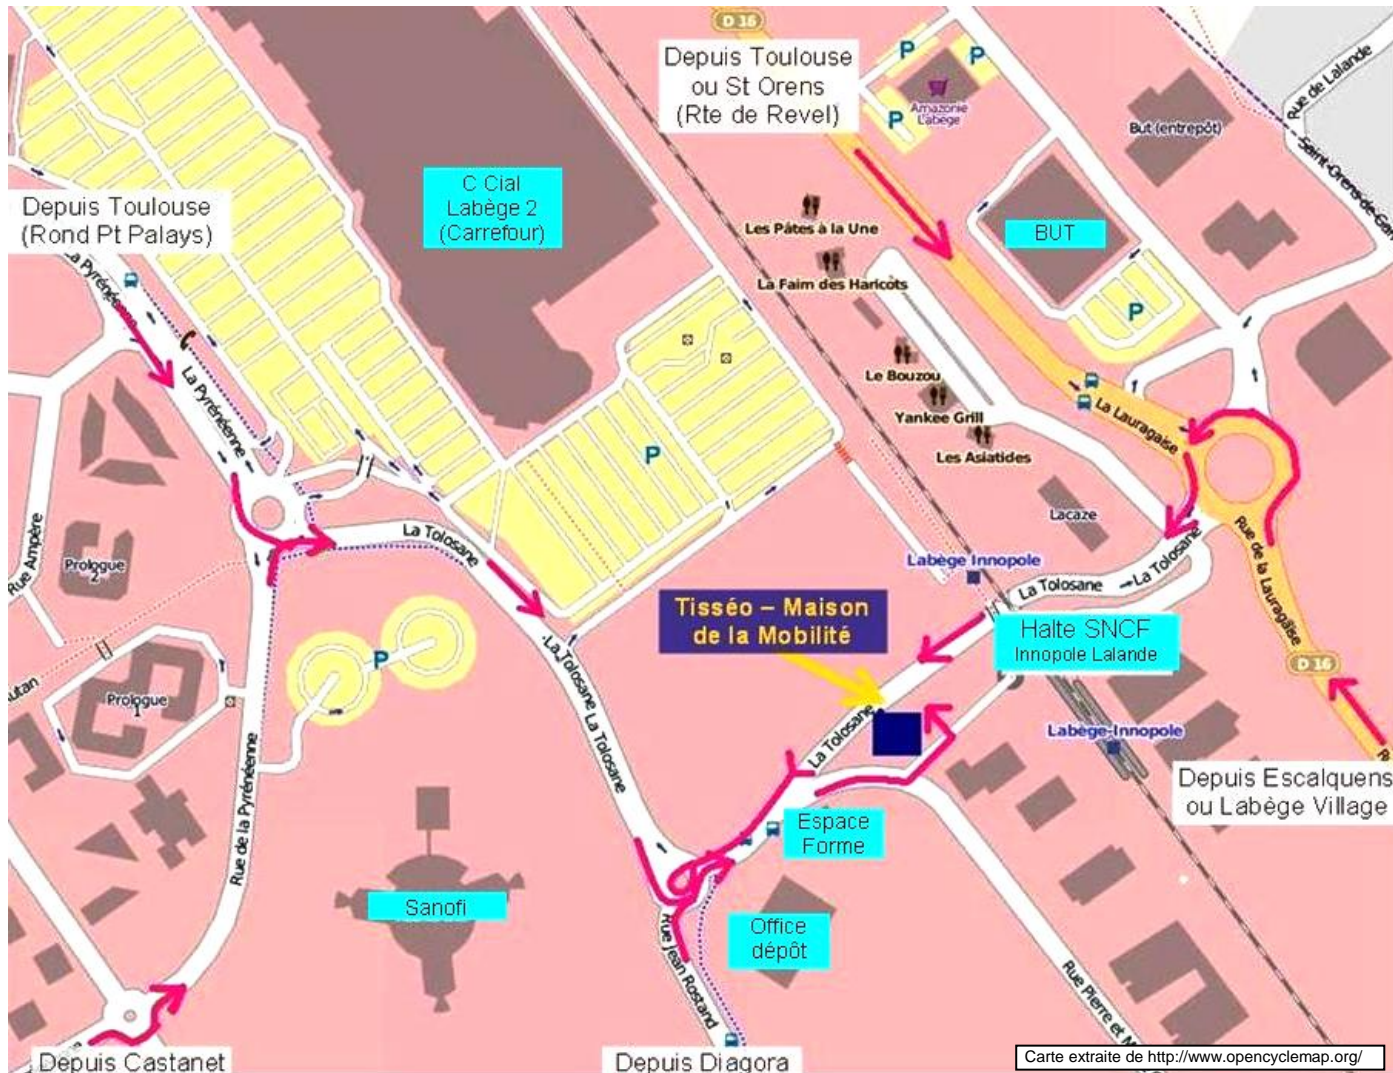 D 16
Depuis Toulouse
ou St Orens
(Rte de Revel)
P
P
P
Amazonie
Labège
But (entrepôt)
Rue de Lalande
C Cial
Labège 2
(Carrefour)
Depuis Toulouse
(Rond Pt Palays)
La Pyrénéenne
La Pyrénéenne
Les Pâtes à la Une
La Faim des Haricots
BUT
P
Le Bouzou
Yankee Grill
Les Asiatides
La Lauragaise
P
Lacaze
La Tolosane
Rue Ampère
Prologue
2
Labège Innopole
La Tolosane
La Tolosane
Rue de la Lauragaise
Tisséo – Maison
de la Mobilité
Halte SNCF
Innopole Lalande
D 16
P
Prologue
1
La Tolosane
La Tolosane
La Tolosane
Labège-Innopole
Depuis Escalquens
ou Labège Village
Rue de la Pyrénéenne
Espace
Forme
Sanofi
Office
dépôt
Rue Jean Rostand
Rue Pierre et M
Depuis Castanet
Depuis Diagora
Carte extraite de http://www.opencyclemap.org/